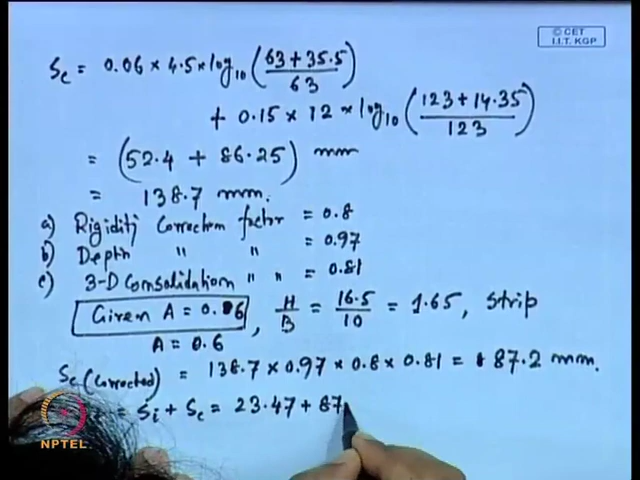 © CET
I.I.T. KGP
Sc = 0.06 × 4.5 × log10 ((63 + 35.5)/63)
+ 0.15 × 12 × log10 ((123 + 14.35)/123)
= (52.4 + 86.25) mm
= 138.7 mm.
a) Rigidity Correction factor = 0.8
b) Depth " " = 0.97
c) 3-D Consolidation " " = 0.81
Given A = 0.6, H/B = 16.5/10 = 1.65, Strip
A = 0.6
Sc (Corrected) = 138.7 × 0.97 × 0.8 × 0.81 = 87.2 mm.
= Si + Sc = 23.47 + 87
NPTEL